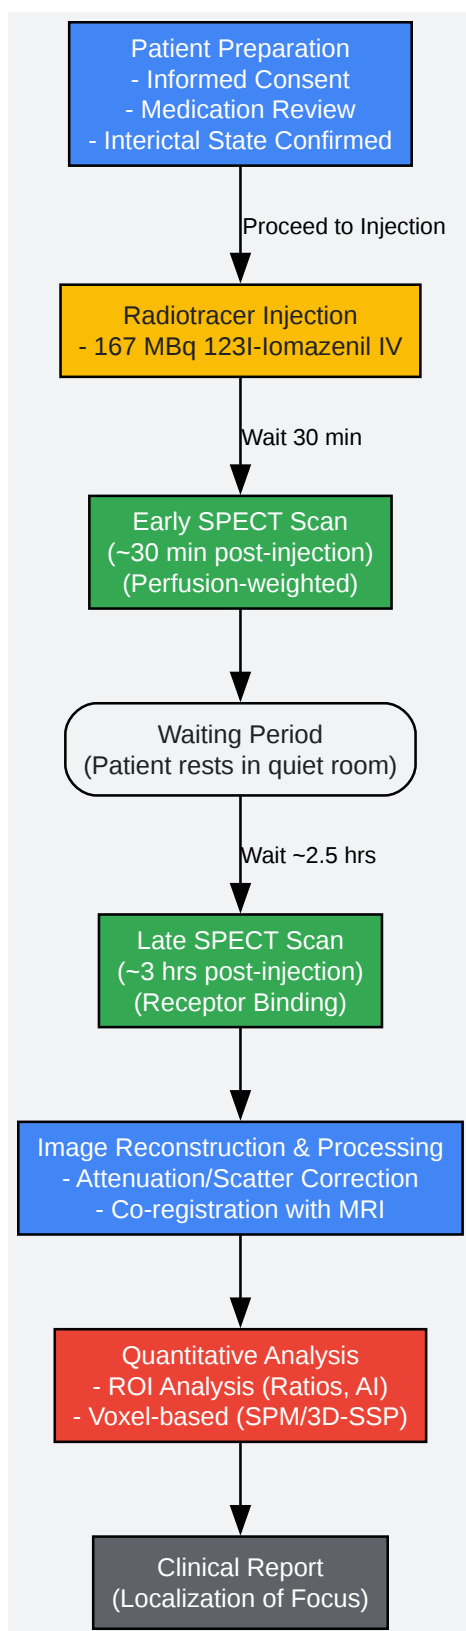 Patient Preparation
- Informed Consent
- Medication Review
- Interictal State Confirmed
Proceed to Injection
Radiotracer Injection
- 167 MBq 123I-Iomazenil IV
Wait 30 min
Early SPECT Scan
(~30 min post-injection)
(Perfusion-weighted)
Waiting Period
(Patient rests in quiet room)
Wait ~2.5 hrs
Late SPECT Scan
(~3 hrs post-injection)
(Receptor Binding)
Image Reconstruction & Processing
- Attenuation/Scatter Correction
- Co-registration with MRI
Quantitative Analysis
- ROI Analysis (Ratios, AI)
- Voxel-based (SPM/3D-SSP)
Clinical Report
(Localization of Focus)